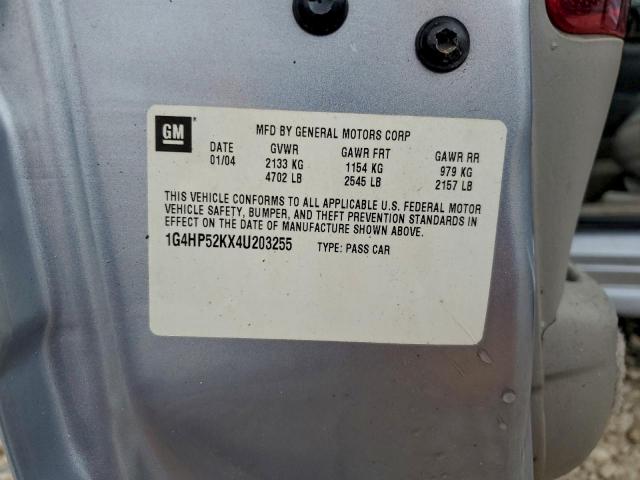 GM
MFD BY GENERAL MOTORS CORP
DATE GVWR GAWR FRT GAWR RR
01/04 2133 KG 1154 KG 979 KG
4702 LB 2545 LB 2157 LB
THIS VEHICLE CONFORMS TO ALL APPLICABLE U.S. FEDERAL MOTOR
VEHICLE SAFETY, BUMPER, AND THEFT PREVENTION STANDARDS IN
EFFECT ON THE DATE OF MANUFACTURE SHOWN ABOVE.
1G4HP52KX4U203255 TYPE: PASS CAR